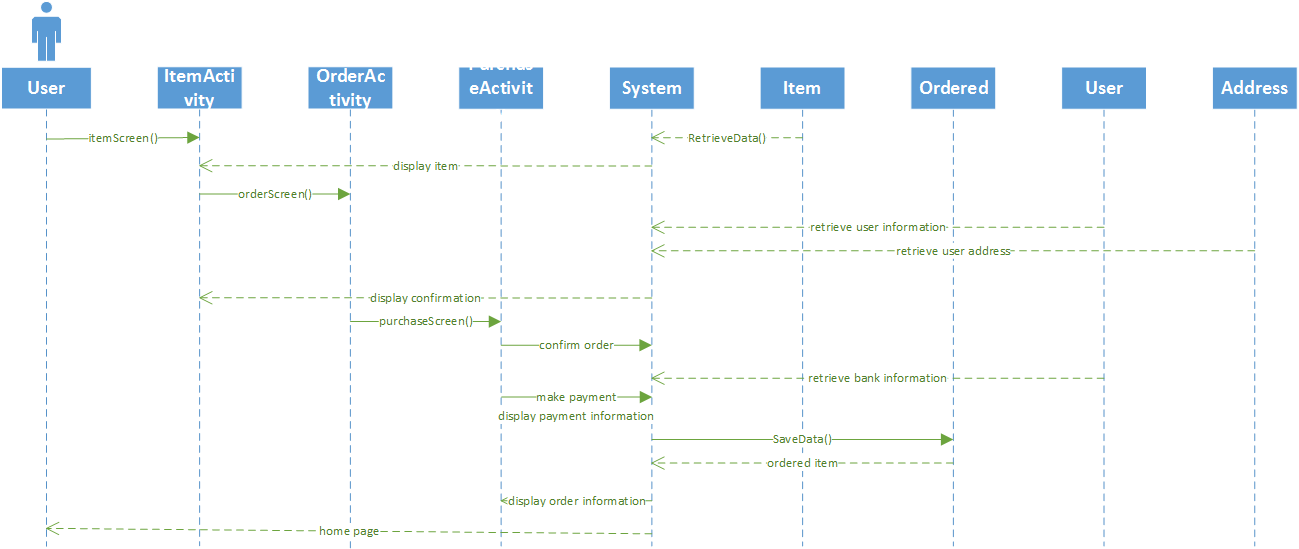 User
ItemActi
vity
OrderAc
tivity
eActivit
System
Item
Ordered
User
Address
itemScreen()
RetrieveData()
display item
orderScreen()
retrieve user information
retrieve user address
display confirmation
purchaseScreen()
confirm order
retrieve bank information
make payment
display payment information
SaveData()
ordered item
display order information
home page